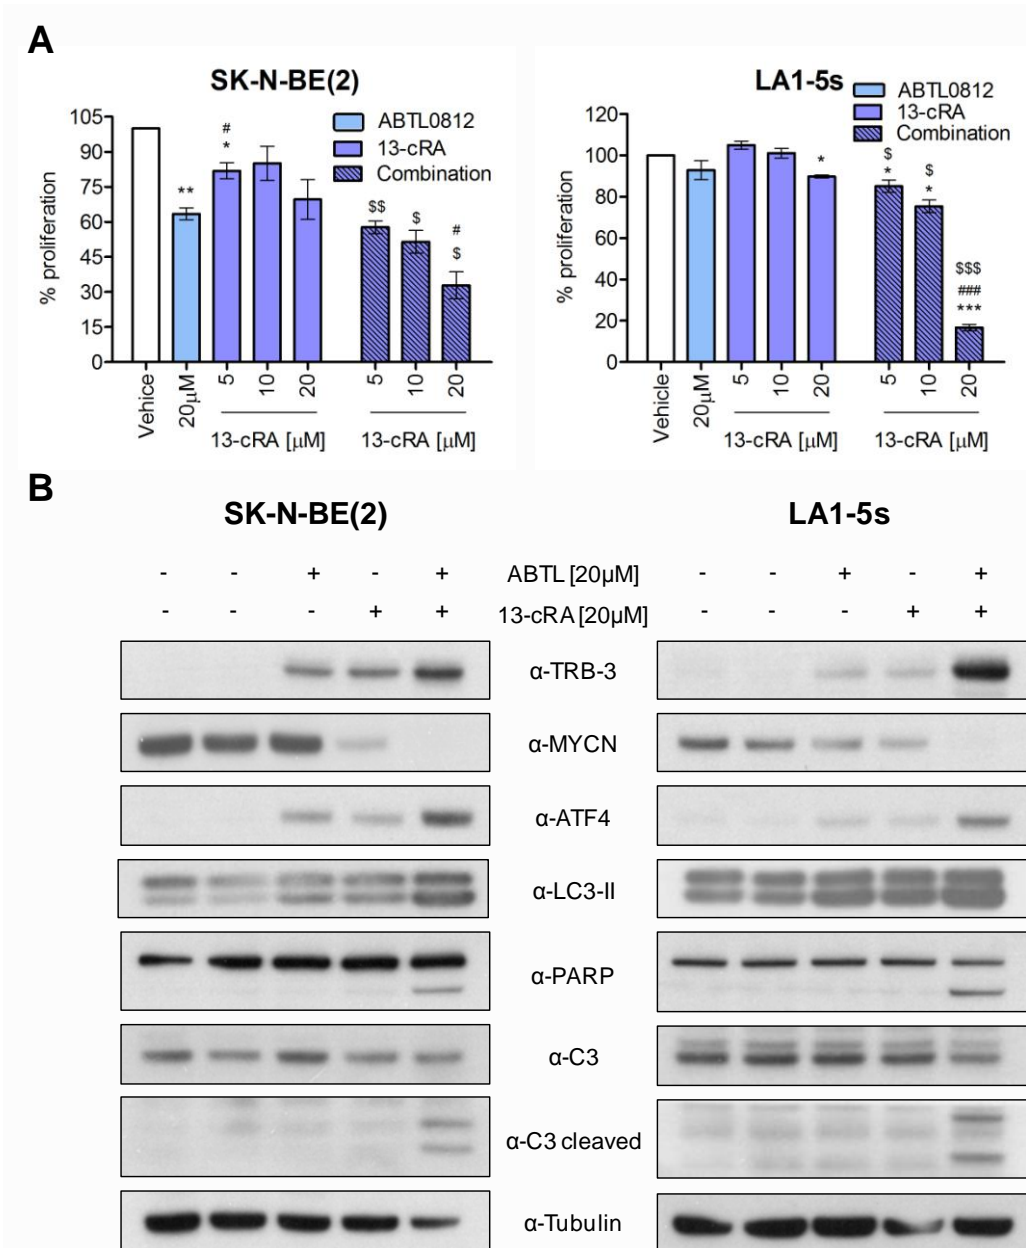 A
SK-N-BE(2)
ABTL0812
13-cRA
Combination
% proliferation
105
90
75
60
45
30
15
0
**
#
*
$$
$
#
$
Vehice
20μM
5
10
20
5
10
20
13-cRA [μM]
13-cRA [μM]
LA1-5s
ABTL0812
13-cRA
Combination
% proliferation
120
100
80
60
40
20
0
*
$
*
$
*
$$$
###
***
Vehicle
20μM
5
10
20
5
10
20
13-cRA [μM]
13-cRA [μM]
B
SK-N-BE(2)
LA1-5s
- - + - + ABTL [20μM] - - + - +
- - - + + 13-cRA [20μM] - - - + +
α-TRB-3
α-MYCN
α-ATF4
α-LC3-II
α-PARP
α-C3
α-C3 cleaved
α-Tubulin